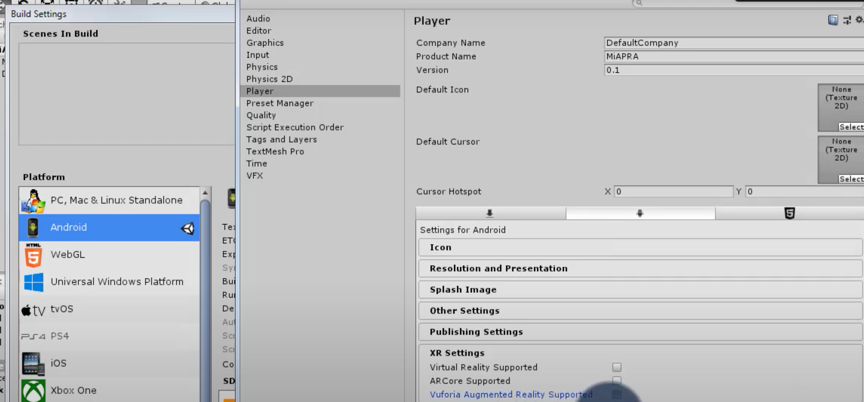 Build Settings
Scenes In Build
Platform
PC, Mac & Linux Standalone
Android
WebGL
Universal Windows Platform
tvOS
PS4
iOS
Xbox One
Audio
Editor
Graphics
Input
Physics
Physics 2D
Player
Preset Manager
Quality
Script Execution Order
Tags and Layers
TextMesh Pro
Time
VFX
Player
Company Name DefaultCompany
Product Name MiAPRA
Version 0.1
Default Icon
None
(Texture
2D)
Select
Default Cursor
None
(Texture
2D)
Select
Cursor Hotspot X 0 Y 0
Settings for Android
Icon
Resolution and Presentation
Splash Image
Other Settings
Publishing Settings
XR Settings
Virtual Reality Supported
ARCore Supported
Vuforia Augmented Reality Supported